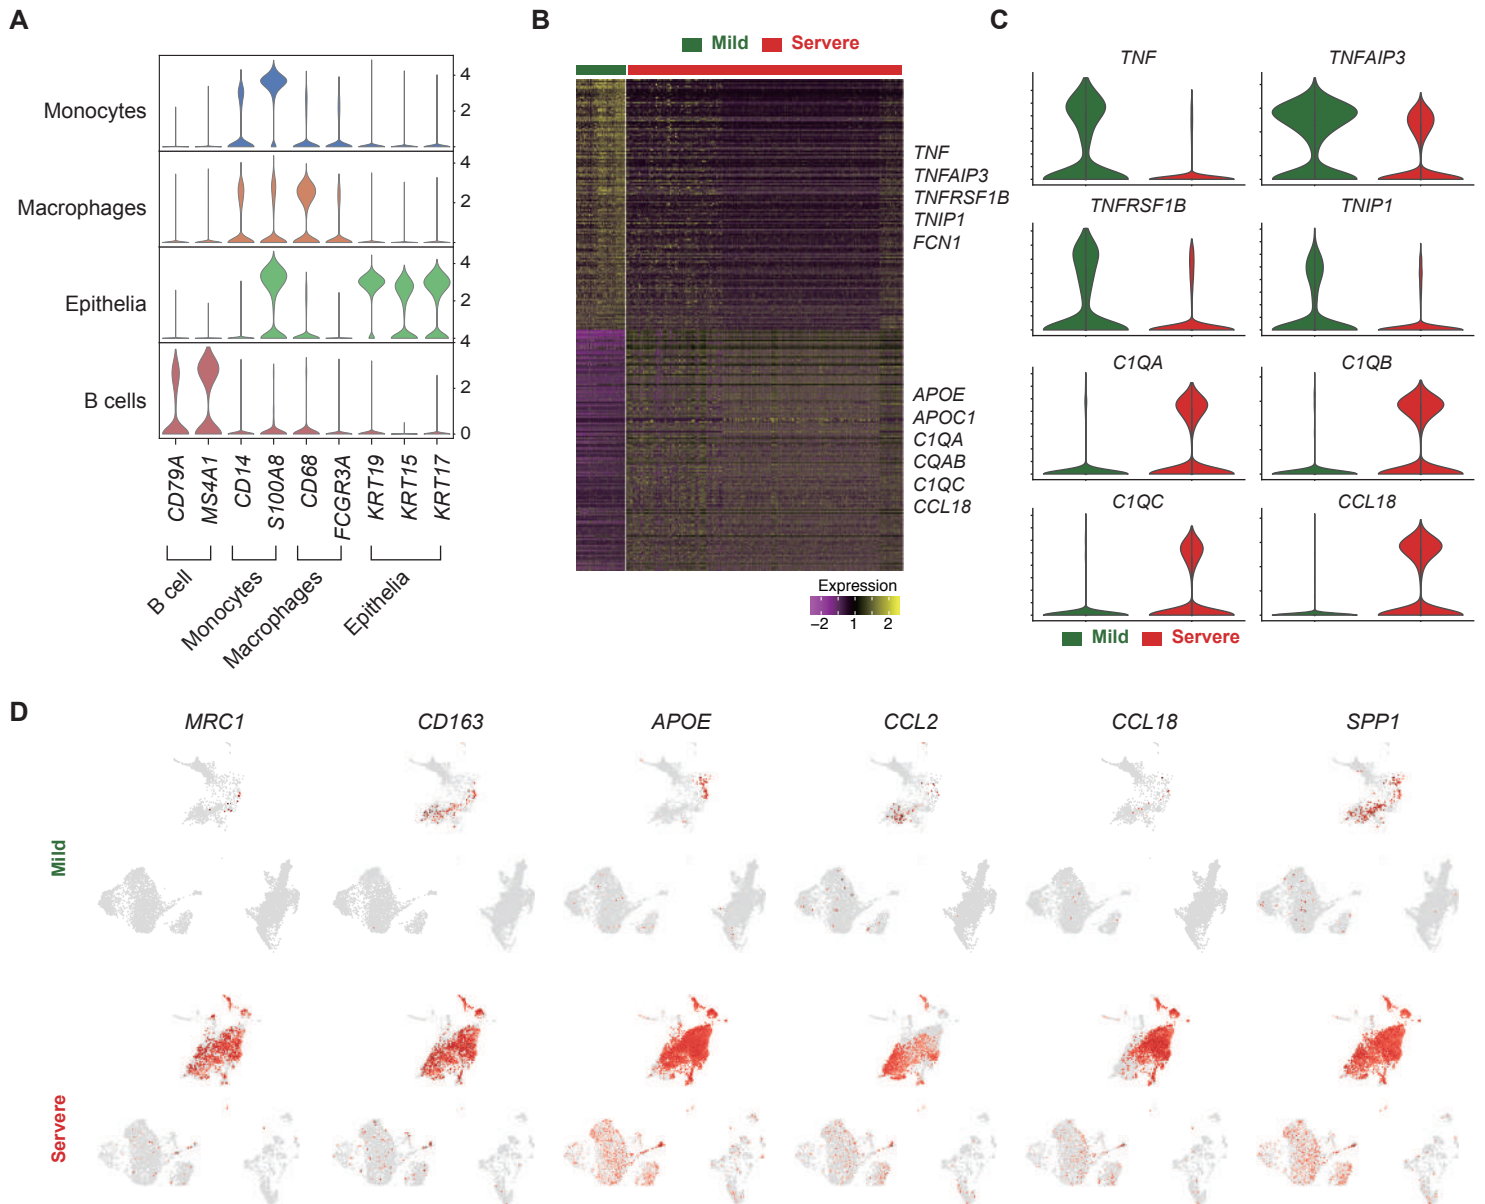 A
Monocytes
4
2
Macrophages
4
2
Epithelia
4
2
B cells
4
2
0
CD79A
MS4A1
CD14
S100A8
CD68
FCGR3A
KRT19
KRT15
KRT17
B cell
Monocytes
Macrophages
Epithelia
B
Mild Servere
TNF
TNFAIP3
TNFRSF1B
TNIP1
FCN1
APOE
APOC1
C1QA
CQAB
C1QC
CCL18
Expression
−2 1 2
C
TNF TNFAIP3
TNFRSF1B TNIP1
C1QA C1QB
C1QC CCL18
Mild Servere
D
MRC1 CD163 APOE CCL2 CCL18 SPP1
Mild
Servere